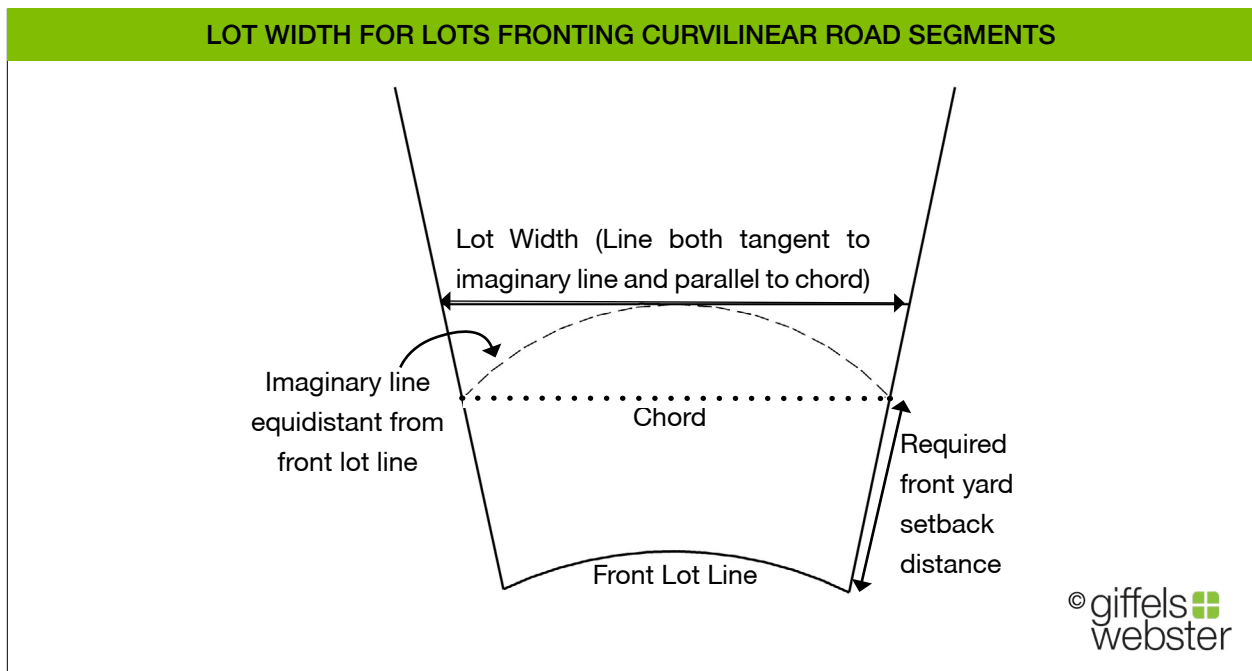 LOT WIDTH FOR LOTS FRONTING CURVILINEAR ROAD SEGMENTS
Lot Width (Line both tangent to
imaginary line and parallel to chord)
Imaginary line
equidistant from
front lot line
Chord
Required
front yard
setback
distance
Front Lot Line
© giffels
webster